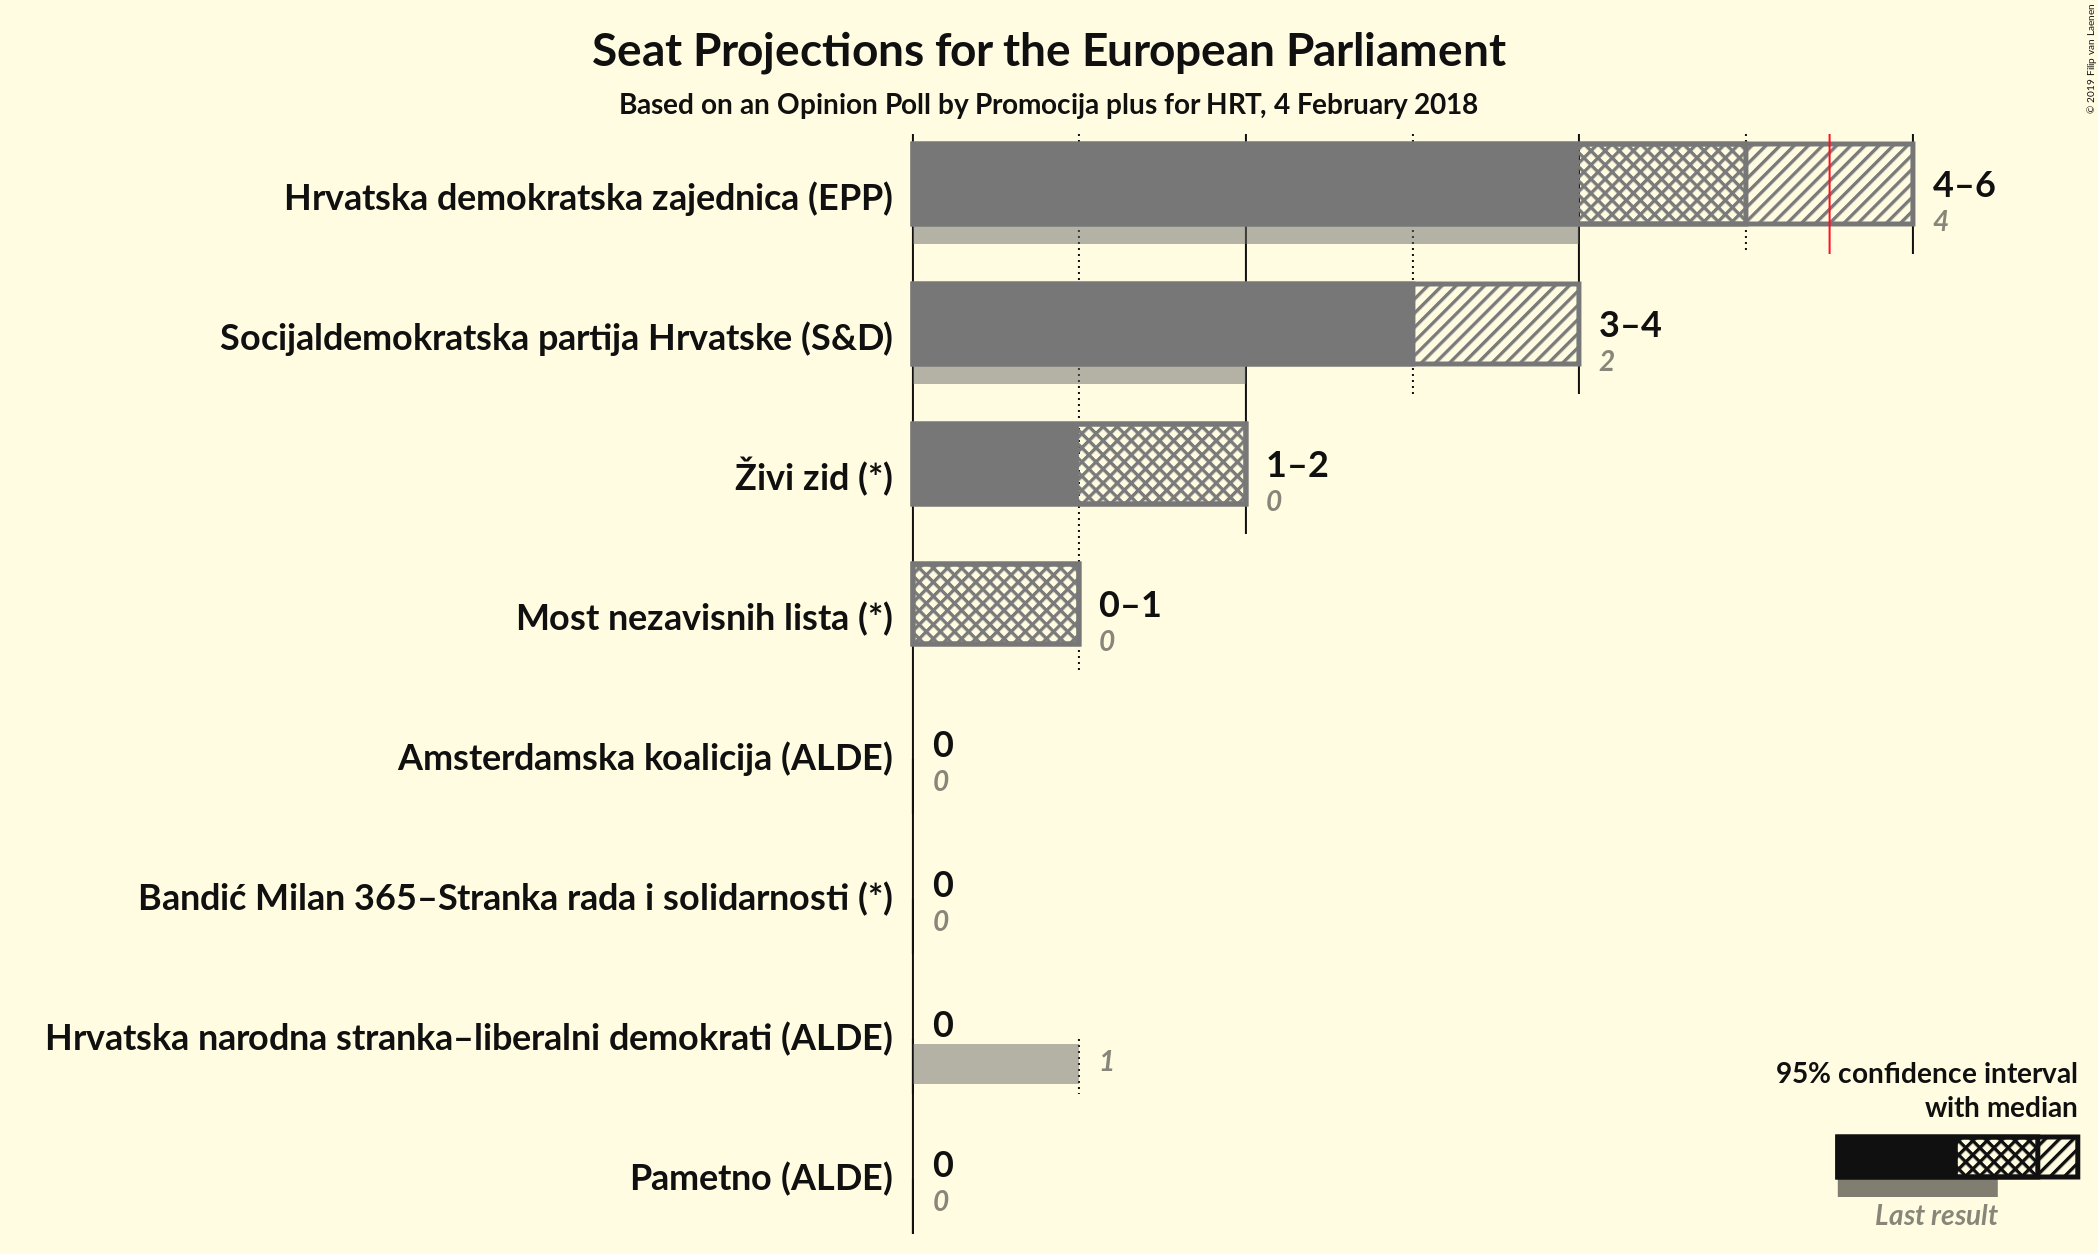 Seat Projections for the European Parliament
Based on an Opinion Poll by Promocija plus for HRT, 4 February 2018
© 2019 Filip van Laenen
Hrvatska demokratska zajednica (EPP)
4–6
4
Socijaldemokratska partija Hrvatske (S&D)
3–4
2
Živi zid (*)
1–2
0
Most nezavisnih lista (*)
0–1
0
Amsterdamska koalicija (ALDE)
0
0
Bandić Milan 365–Stranka rada i solidarnosti (*)
0
0
Hrvatska narodna stranka–liberalni demokrati (ALDE)
0
1
Pametno (ALDE)
0
0
95% confidence interval
with median
Last result